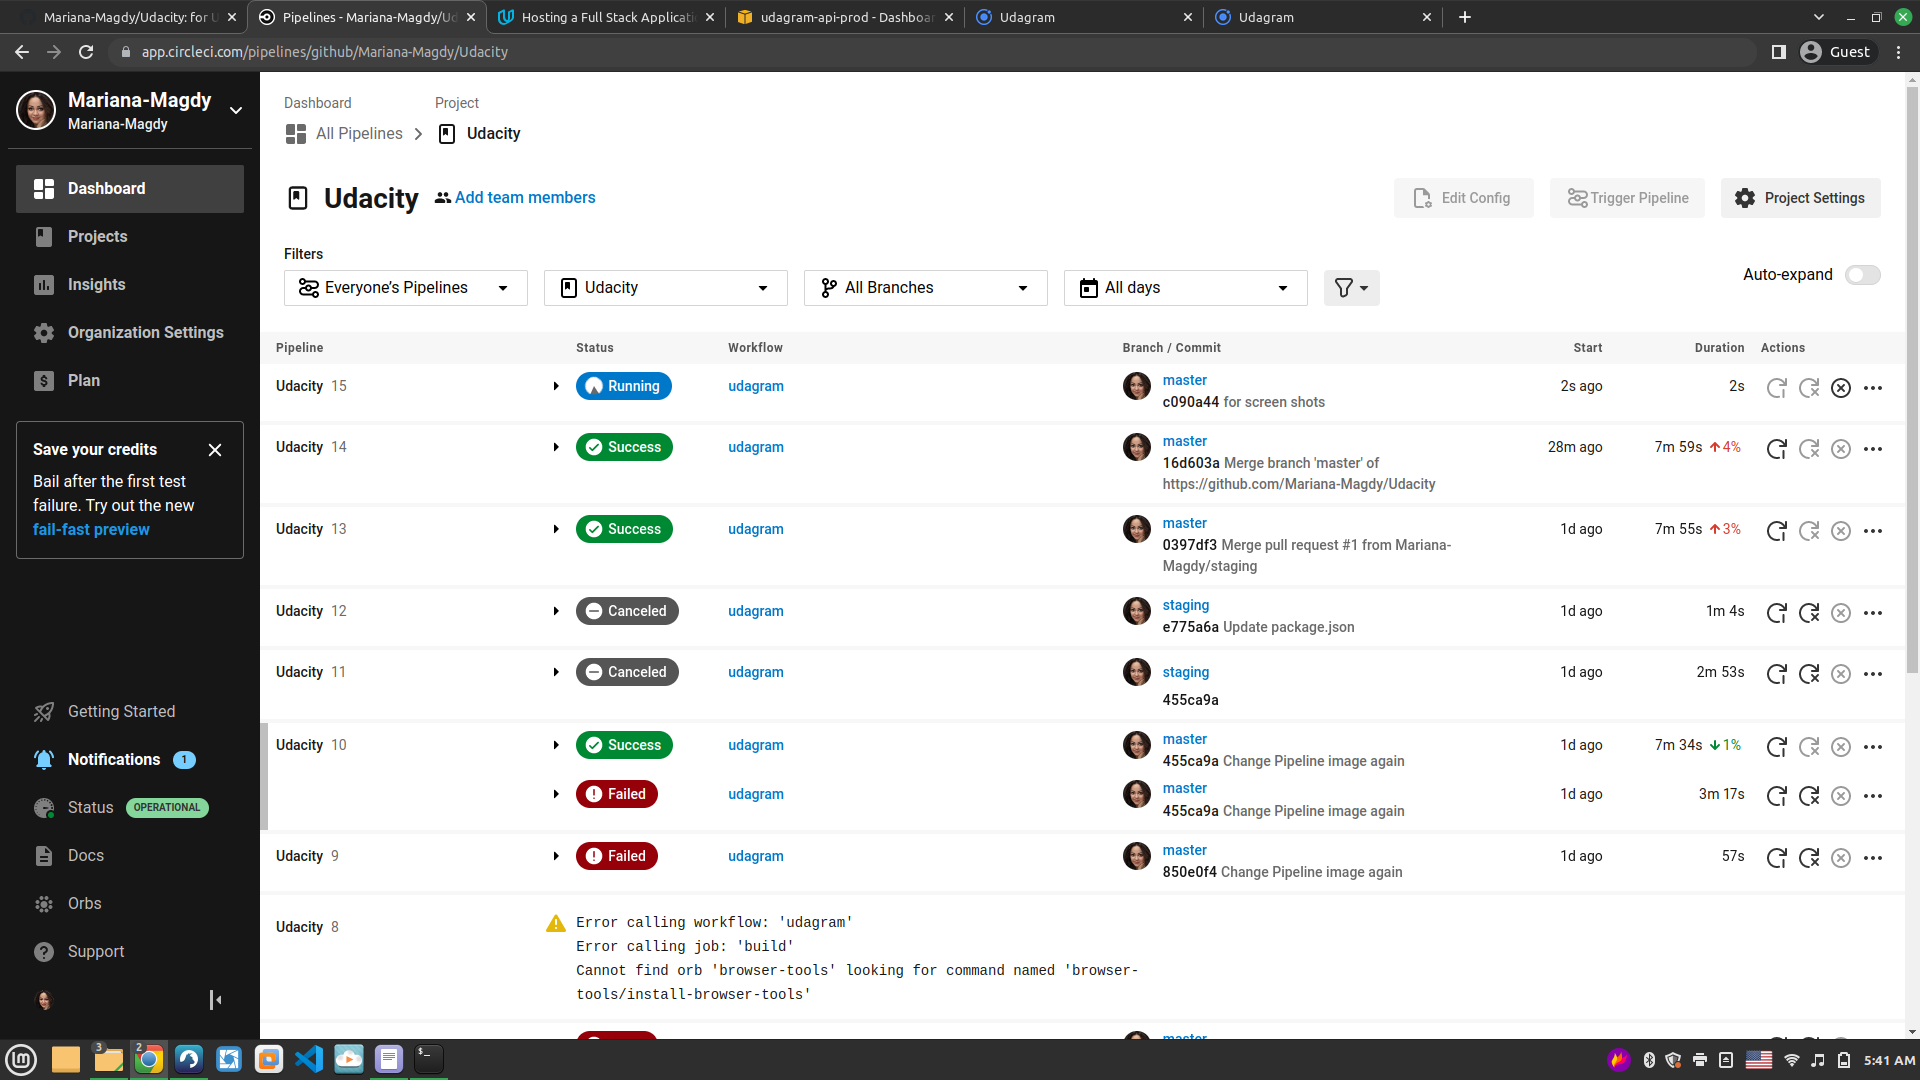 Mariana-Magdy/Udacity: for U
Pipelines - Mariana-Magdy/Ud
Hosting a Full Stack Applicati
udagram-api-prod - Dashboar
Udagram
Udagram
app.circleci.com/pipelines/github/Mariana-Magdy/Udacity
Guest
Mariana-Magdy
Mariana-Magdy
Dashboard
Projects
Insights
Organization Settings
Plan
Save your credits
Bail after the first test
failure. Try out the new
fail-fast preview
Getting Started
Notifications 1
Status OPERATIONAL
Docs
Orbs
Support
Dashboard Project
All Pipelines Udacity
Udacity Add team members
Edit Config Trigger Pipeline Project Settings
Filters
Everyone’s Pipelines Udacity All Branches All days
Auto-expand
Pipeline Status Workflow Branch / Commit Start Duration Actions
Udacity 15 Running udagram master 2s ago 2s
c090a44 for screen shots
Udacity 14 Success udagram master 28m ago 7m 59s 4%
16d603a Merge branch 'master' of
https://github.com/Mariana-Magdy/Udacity
Udacity 13 Success udagram master 1d ago 7m 55s 3%
0397df3 Merge pull request #1 from Mariana-
Magdy/staging
Udacity 12 Canceled udagram staging 1d ago 1m 4s
e775a6a Update package.json
Udacity 11 Canceled udagram staging 1d ago 2m 53s
455ca9a
Udacity 10 Success udagram master 1d ago 7m 34s 1%
455ca9a Change Pipeline image again
Failed udagram master 1d ago 3m 17s
455ca9a Change Pipeline image again
Udacity 9 Failed udagram master 1d ago 57s
850e0f4 Change Pipeline image again
Udacity 8 Error calling workflow: 'udagram'
Error calling job: 'build'
Cannot find orb 'browser-tools' looking for command named 'browser-
tools/install-browser-tools'
master
3
2
5:41 AM